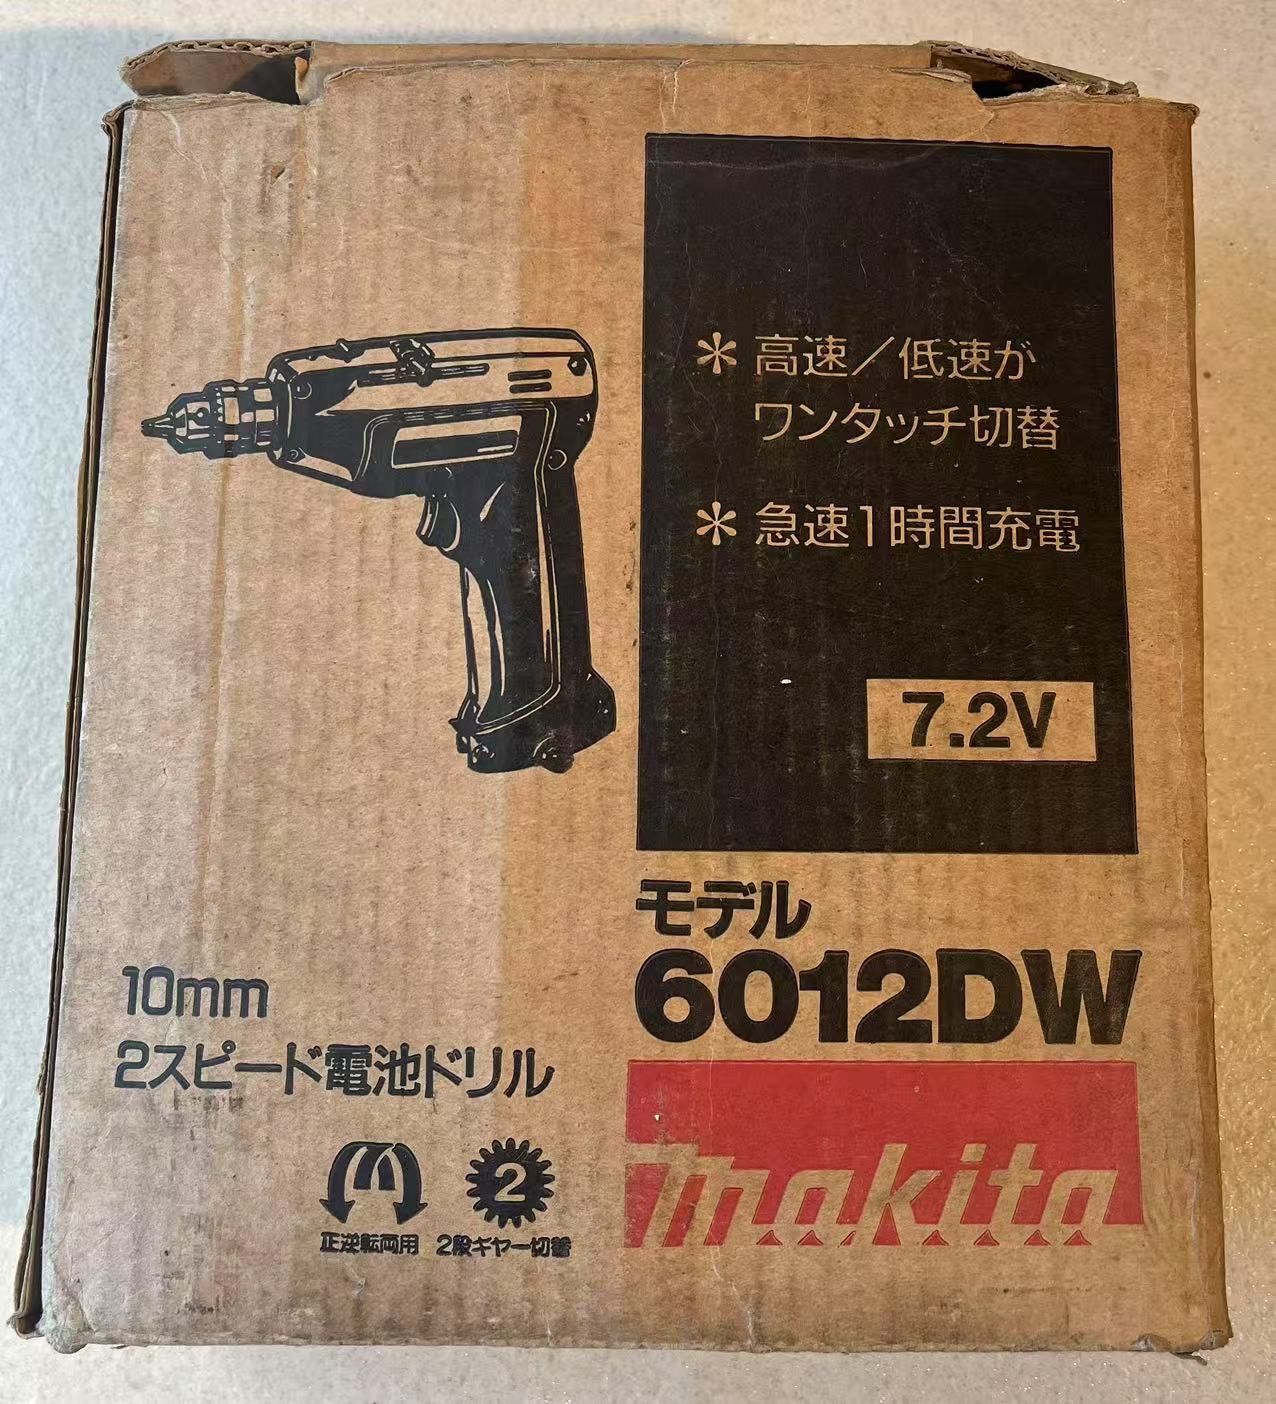 ＊高速／低速が
ワンタッチ切替
＊急速1時間充電
7.2V
モデル
6012DW
10mm
2スピード電池ドリル
2
正逆転両用
2段ギヤー切替
makita